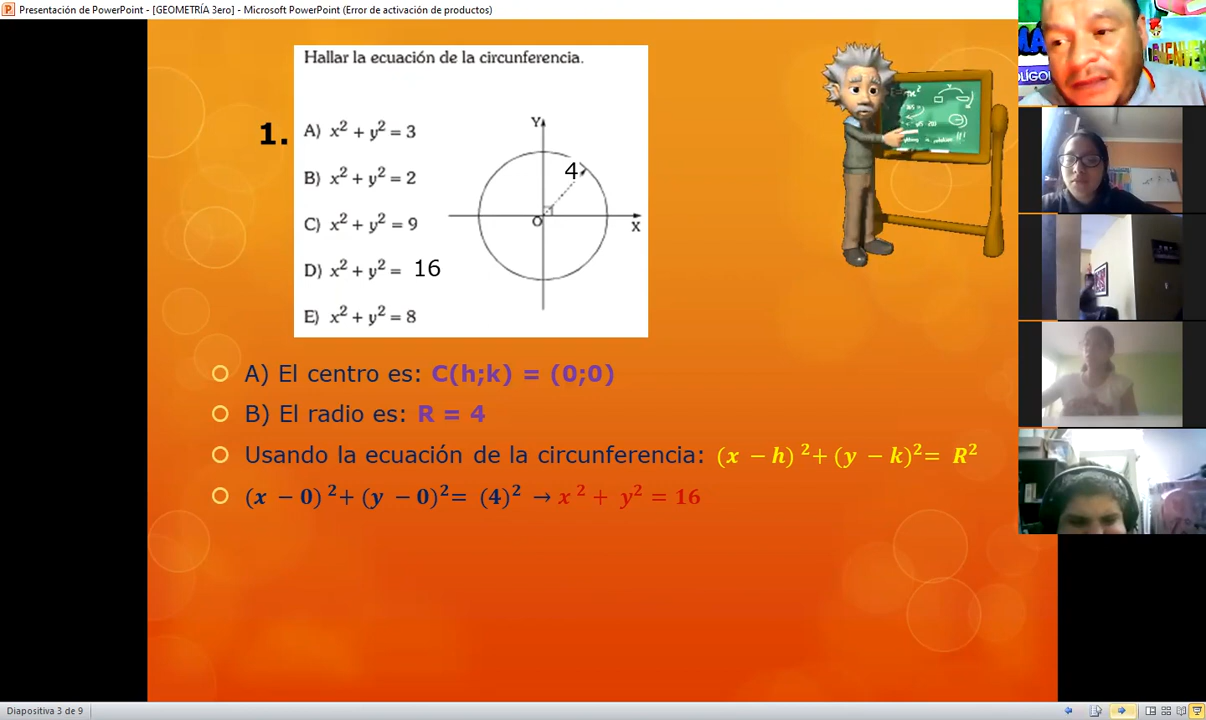 Presentación de PowerPoint - [GEOMETRÍA 3ero] - Microsoft PowerPoint (Error de activación de productos)
Hallar la ecuación de la circunferencia.
1.
A) x² + y² = 3
B) x² + y² = 2
C) x² + y² = 9
D) x² + y² = 16
E) x² + y² = 8
Y
4
O
X
A) El centro es: C(h;k) = (0;0)
B) El radio es: R = 4
Usando la ecuación de la circunferencia: (x − h)²+ (y − k)²= R²
(x − 0)²+ (y − 0)²= (4)² → x² + y² = 16
Diapositiva 3 de 9